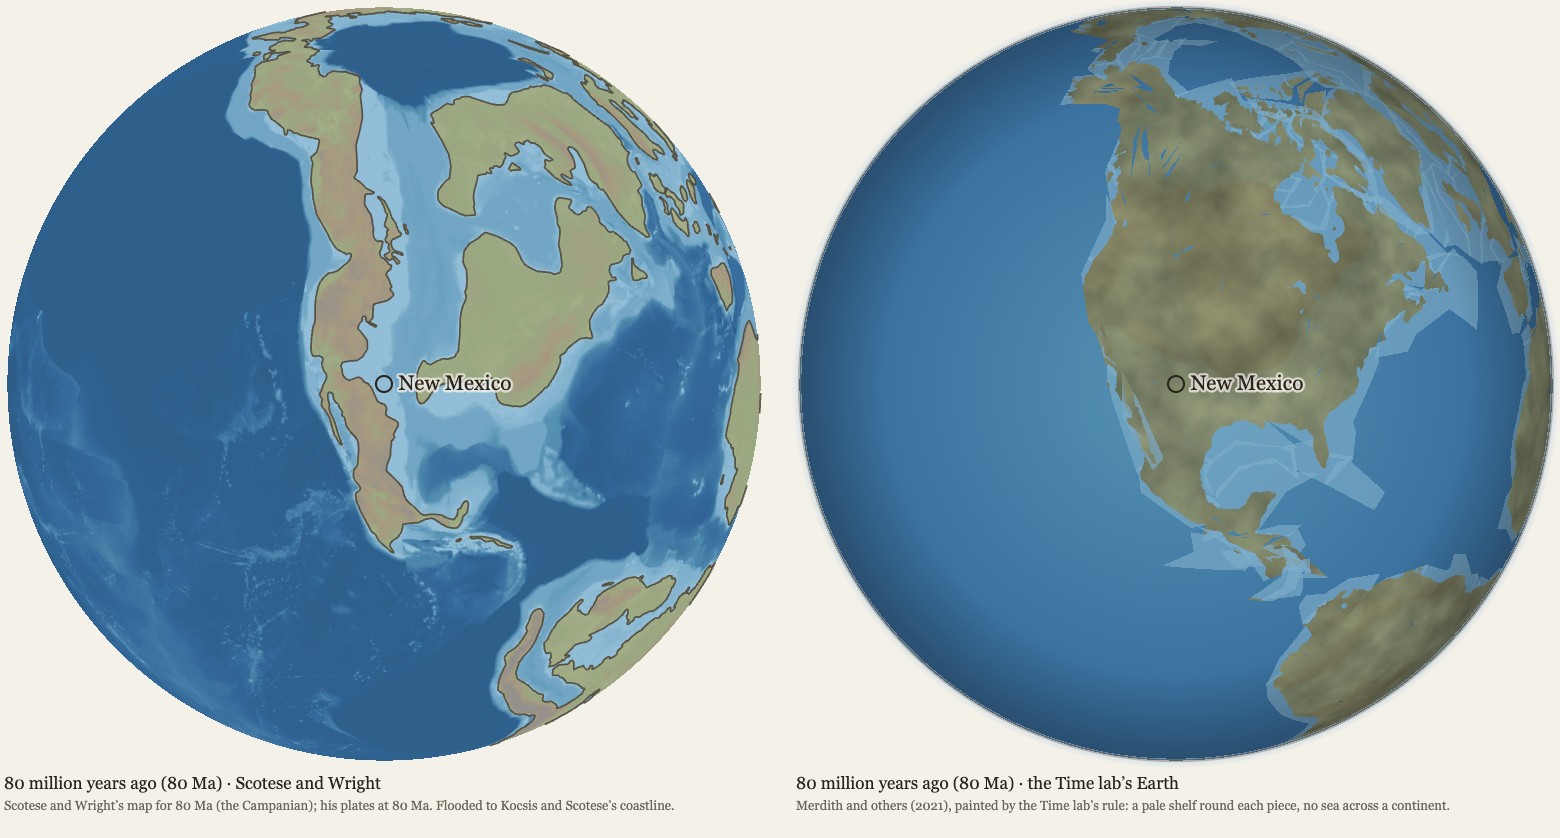 New Mexico
New Mexico
80 million years ago (80 Ma) · Scotese and Wright
Scotese and Wright's map for 80 Ma (the Campanian); his plates at 80 Ma. Flooded to Kocsis and Scotese's coastline.
80 million years ago (80 Ma) · the Time lab's Earth
Merdith and others (2021), painted by the Time lab's rule: a pale shelf round each piece, no sea across a continent.